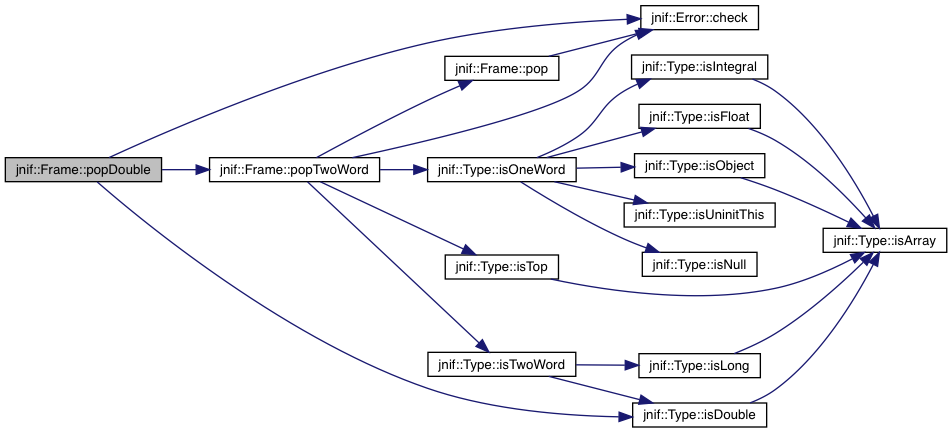 jnif::Frame::popDouble
jnif::Frame::popTwoWord
jnif::Error::check
jnif::Frame::pop
jnif::Type::isOneWord
jnif::Type::isTop
jnif::Type::isTwoWord
jnif::Type::isIntegral
jnif::Type::isFloat
jnif::Type::isObject
jnif::Type::isUninitThis
jnif::Type::isNull
jnif::Type::isLong
jnif::Type::isDouble
jnif::Type::isArray